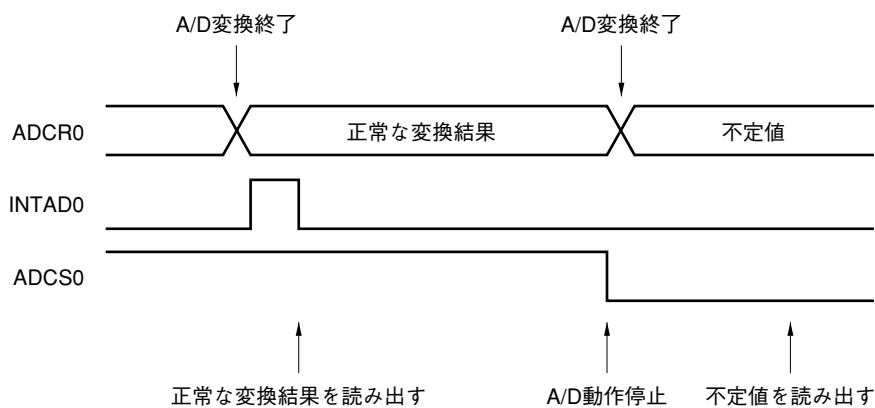 A/D変換終了 A/D変換終了
ADCR0 正常な変換結果 不定値
INTAD0
ADCS0
正常な変換結果を読み出す A/D動作停止 不定値を読み出す